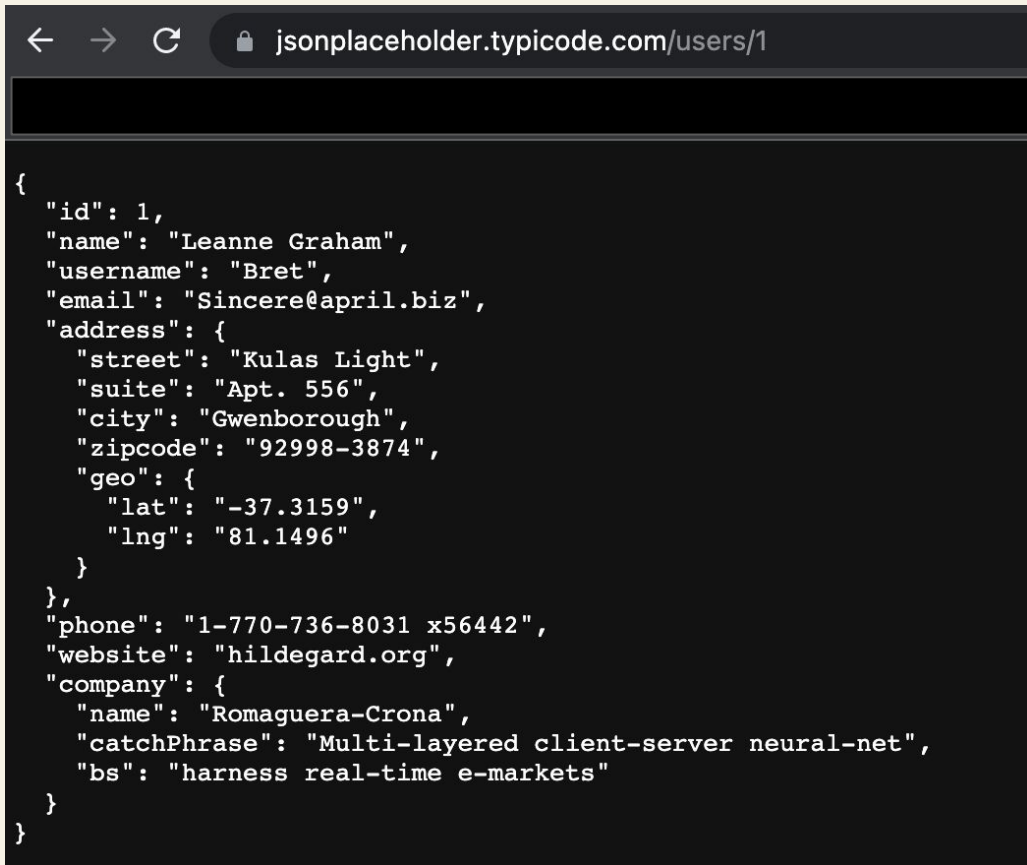 jsonplaceholder.typicode.com/users/1
{
  "id": 1,
  "name": "Leanne Graham",
  "username": "Bret",
  "email": "Sincere@april.biz",
  "address": {
    "street": "Kulas Light",
    "suite": "Apt. 556",
    "city": "Gwenborough",
    "zipcode": "92998-3874",
    "geo": {
      "lat": "-37.3159",
      "lng": "81.1496"
    }
  },
  "phone": "1-770-736-8031 x56442",
  "website": "hildegard.org",
  "company": {
    "name": "Romaguera-Crona",
    "catchPhrase": "Multi-layered client-server neural-net",
    "bs": "harness real-time e-markets"
  }
}